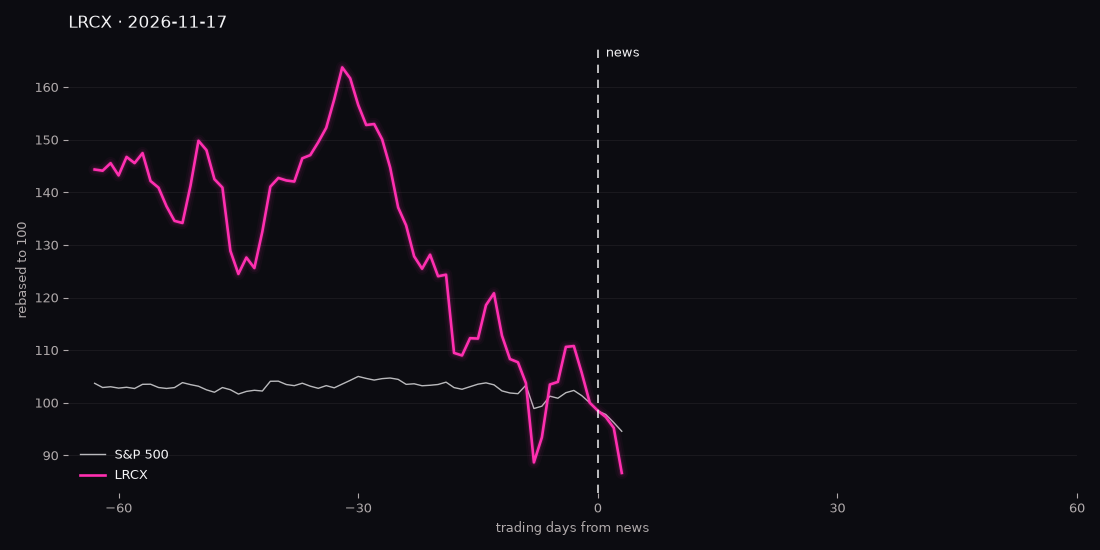 LRCX · 2026-11-17
news
160
150
140
130
120
110
100
90
rebased to 100
S&P 500
LRCX
−60
−30
0
30
60
trading days from news